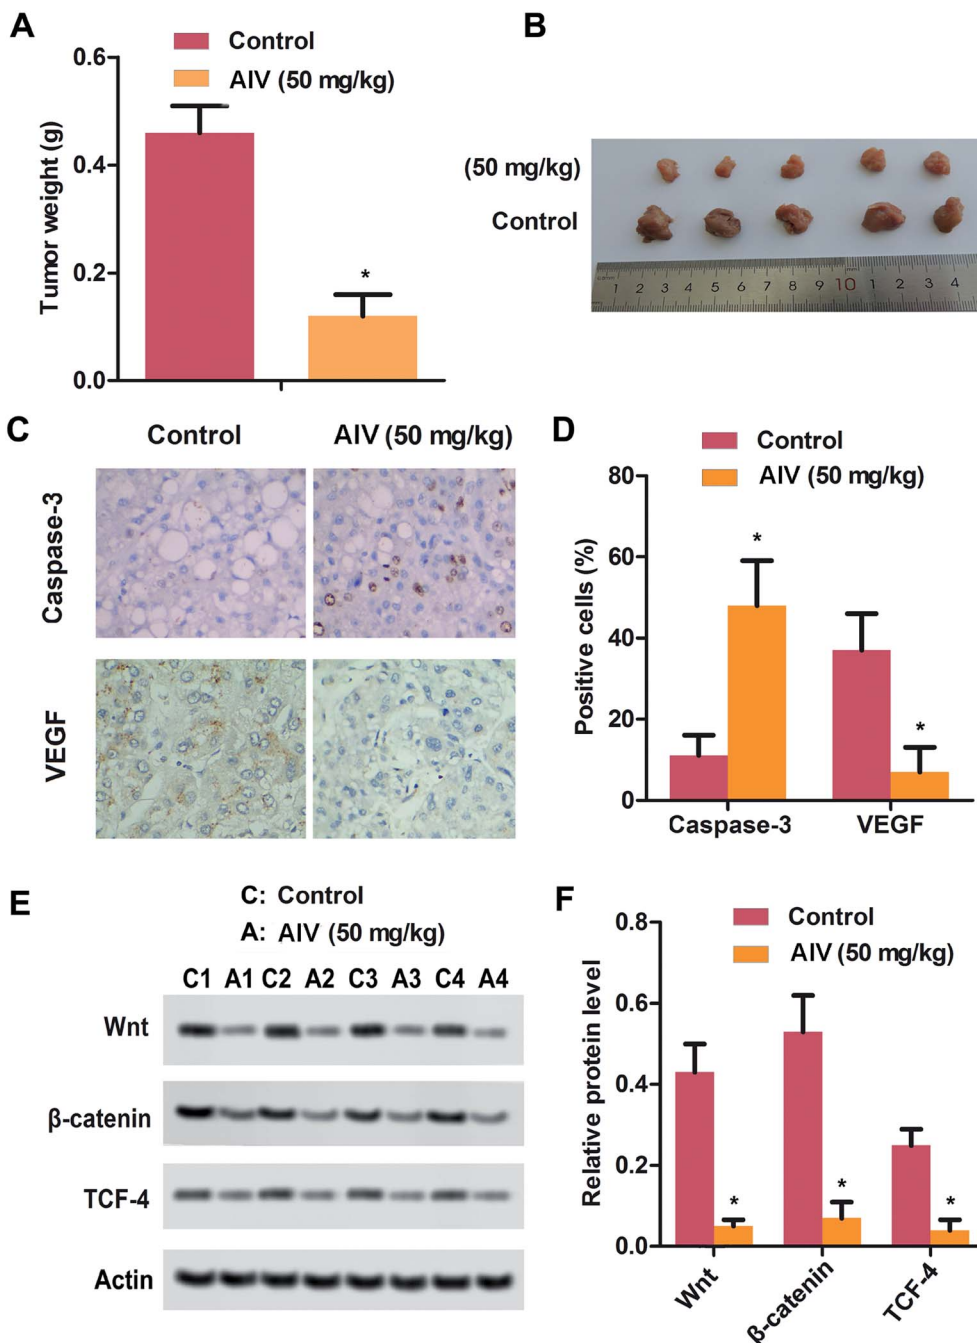 A
Control
AIV (50 mg/kg)
0.6
0.4
0.2
0.0
Tumor weight (g)
*
B
(50 mg/kg)
Control
1 2 3 4 5 6 7 8 9 10 1 2 3 4
C
Control
AIV (50 mg/kg)
Caspase-3
VEGF
D
Control
AIV (50 mg/kg)
80
60
40
20
0
Positive cells (%)
*
*
Caspase-3
VEGF
E
C: Control
A: AIV (50 mg/kg)
C1 A1 C2 A2 C3 A3 C4 A4
Wnt
β-catenin
TCF-4
Actin
F
Control
AIV (50 mg/kg)
0.8
0.6
0.4
0.2
0.0
Relative protein level
*
*
*
Wnt
β-catenin
TCF-4